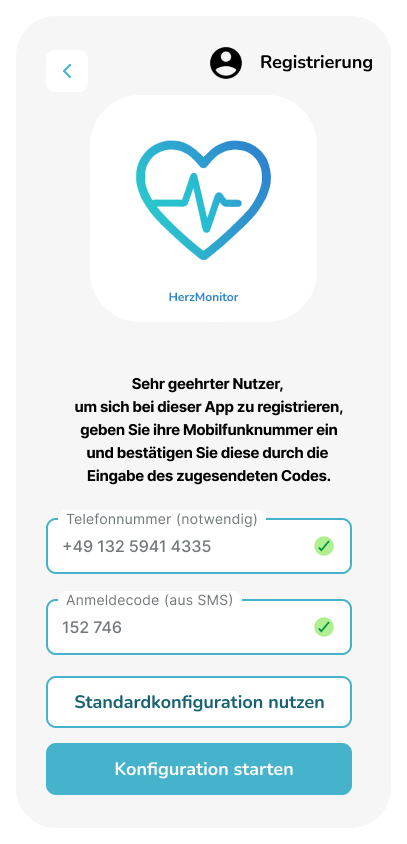 Registrierung
HerzMonitor
Sehr geehrter Nutzer,
um sich bei dieser App zu registrieren,
geben Sie ihre Mobilfunknummer ein
und bestätigen Sie diese durch die
Eingabe des zugesendeten Codes.
Telefonnummer (notwendig)
+49 132 5941 4335
Anmeldecode (aus SMS)
152 746
Standardkonfiguration nutzen
Konfiguration starten